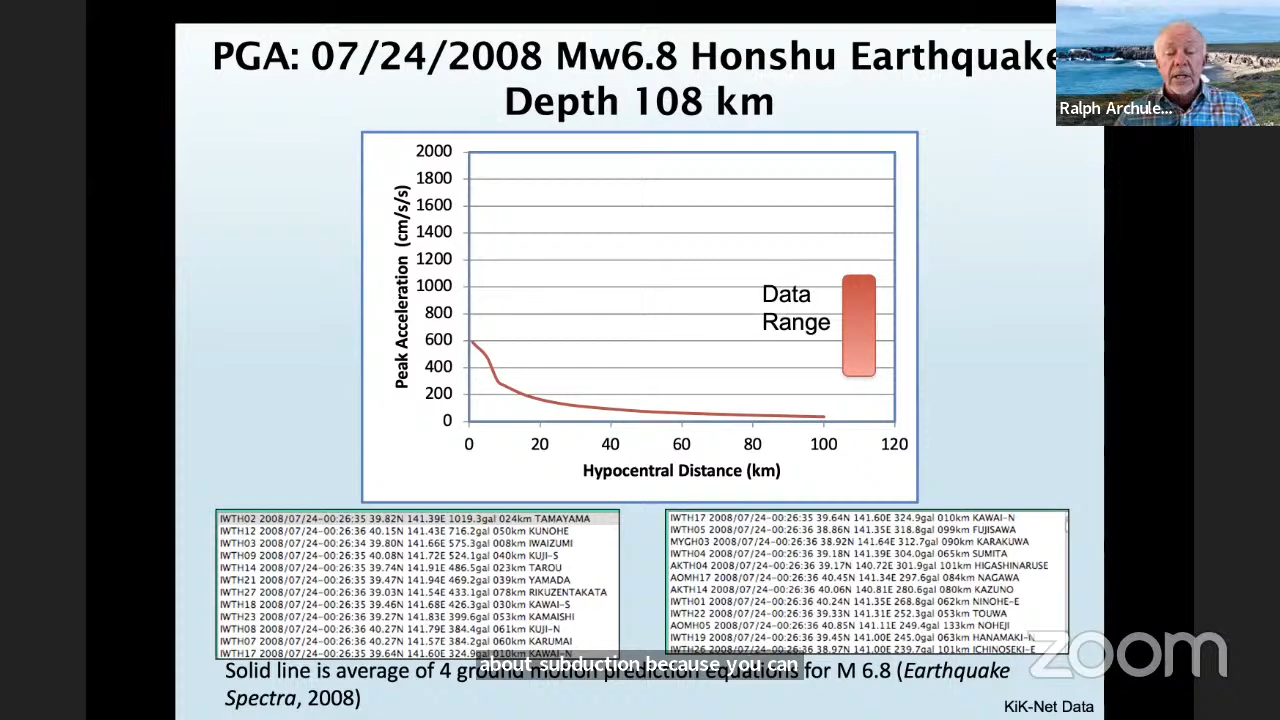 PGA: 07/24/2008 Mw6.8 Honshu Earthquake
Depth 108 km
Ralph Archule...
2000
1800
1600
1400
1200
1000
800
600
400
200
0
Peak Acceleration (cm/s/s)
Data
Range
0 20 40 60 80 100 120
Hypocentral Distance (km)
IWTH02 2008/07/24-00:26:35 39.82N 141.39E 1019.3gal 024km TAMAYAMA
IWTH12 2008/07/24-00:26:36 40.15N 141.43E 716.2gal 050km KUNOHE
IWTH03 2008/07/24-00:26:36 39.80N 141.66E 575.3gal 008km IWAIZUMI
IWTH09 2008/07/24-00:26:35 40.08N 141.72E 524.1gal 040km KUJI-S
IWTH14 2008/07/24-00:26:35 39.74N 141.91E 486.5gal 023km TAROU
IWTH21 2008/07/24-00:26:35 39.47N 141.94E 469.2gal 039km YAMADA
IWTH27 2008/07/24-00:26:36 39.03N 141.54E 433.1gal 078km RIKUZENTAKATA
IWTH18 2008/07/24-00:26:35 39.46N 141.68E 426.3gal 030km KAWAI-S
IWTH23 2008/07/24-00:26:36 39.27N 141.83E 399.6gal 053km KAMAISHI
IWTH08 2008/07/24-00:26:36 40.27N 141.79E 384.4gal 061km KUJI-N
IWTH07 2008/07/24-00:26:36 40.27N 141.57E 384.2gal 060km KARUMAI
IWTH17 2008/07/24-00:26:35 39.64N 141.60E 324.9gal 010km KAWAI-N
IWTH17 2008/07/24-00:26:35 39.64N 141.60E 324.9gal 010km KAWAI-N
IWTH05 2008/07/24-00:26:36 38.86N 141.35E 318.8gal 099km FUJISAWA
MYGH03 2008/07/24-00:26:36 38.92N 141.64E 312.7gal 090km KARAKUWA
IWTH04 2008/07/24-00:26:36 39.18N 141.39E 304.0gal 065km SUMITA
AKTH04 2008/07/24-00:26:36 39.17N 140.72E 301.9gal 101km HIGASHINARUSE
AOMH17 2008/07/24-00:26:36 40.45N 141.34E 297.6gal 084km NAGAWA
AKTH14 2008/07/24-00:26:36 40.06N 140.81E 280.6gal 080km KAZUNO
IWTH01 2008/07/24-00:26:36 40.24N 141.35E 268.8gal 062km NINOHE-E
IWTH22 2008/07/24-00:26:36 39.33N 141.31E 252.3gal 053km TOUWA
AOMH05 2008/07/24-00:26:36 40.85N 141.11E 249.4gal 133km NOHEJI
IWTH19 2008/07/24-00:26:36 39.45N 141.00E 245.0gal 063km HANAMAKI-N
IWTH26 2008/07/24-00:26:36 38.97N 141.00E 239.7gal 101km ICHINOSEKI-E
about subduction because you can
Solid line is average of 4 ground motion prediction equations for M 6.8 (Earthquake
Spectra, 2008)
zoom
KiK-Net Data